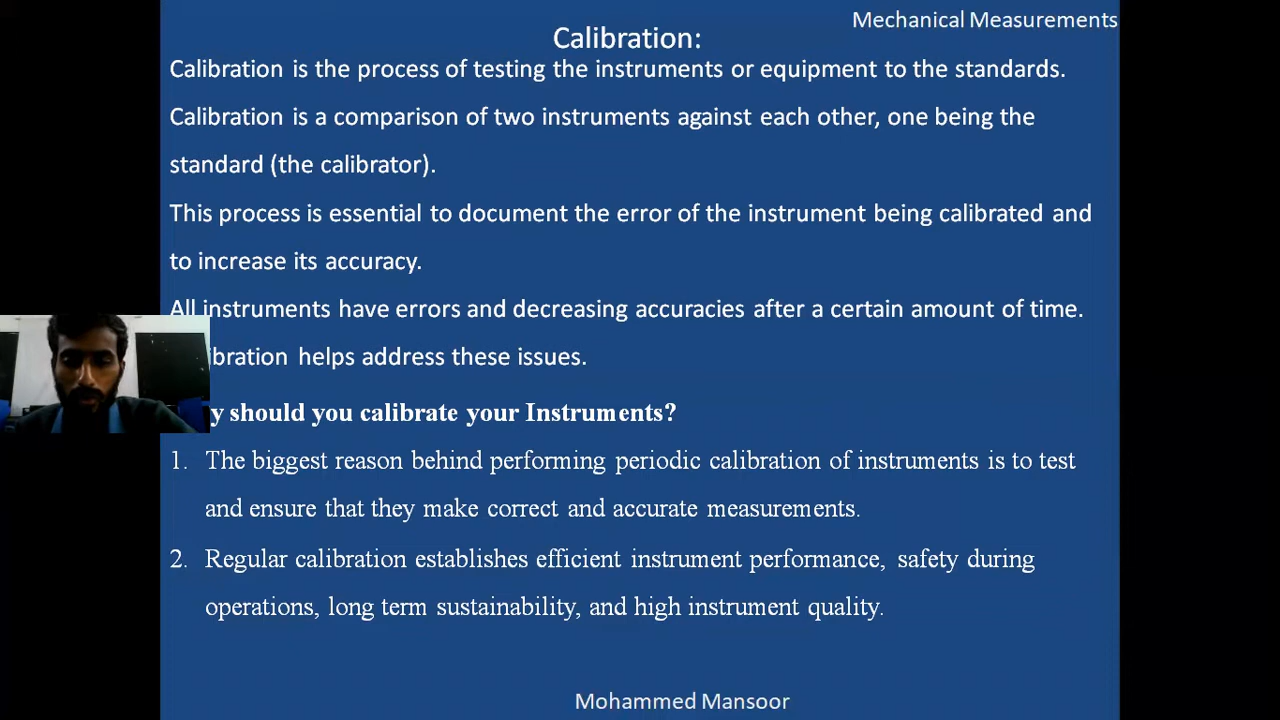 Mechanical Measurements
Calibration:
Calibration is the process of testing the instruments or equipment to the standards.
Calibration is a comparison of two instruments against each other, one being the
standard (the calibrator).
This process is essential to document the error of the instrument being calibrated and
to increase its accuracy.
All instruments have errors and decreasing accuracies after a certain amount of time.
ibration helps address these issues.
y should you calibrate your Instruments?
1. The biggest reason behind performing periodic calibration of instruments is to test
and ensure that they make correct and accurate measurements.
2. Regular calibration establishes efficient instrument performance, safety during
operations, long term sustainability, and high instrument quality.
Mohammed Mansoor